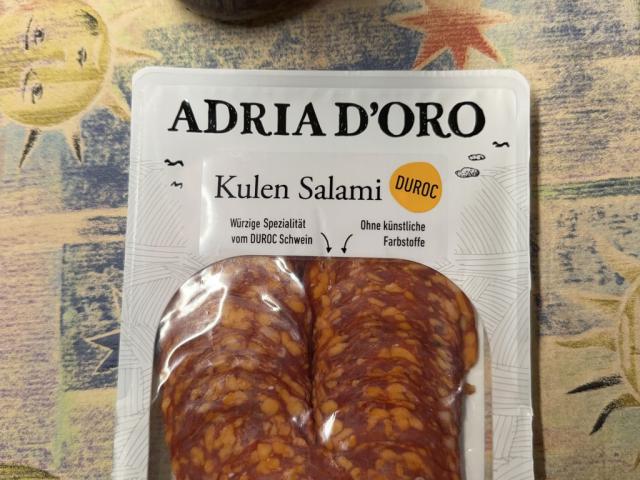 ADRIA D'ORO
Kulen Salami
DUROC
Würzige Spezialität
vom DUROC Schwein
Ohne künstliche
Farbstoffe